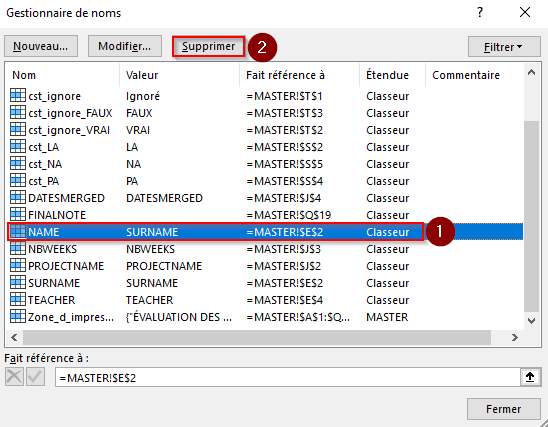 Gestionnaire de noms ? ×
Nouveau... Modifier... Supprimer 2 Filtrer
Nom Valeur Fait référence à Étendue Commentaire
cst_ignore Ignoré =MASTER!$T$1 Classeur
cst_ignore_FAUX FAUX =MASTER!$T$3 Classeur
cst_ignore_VRAI VRAI =MASTER!$T$2 Classeur
cst_LA LA =MASTER!$S$2 Classeur
cst_NA NA =MASTER!$S$5 Classeur
cst_PA PA =MASTER!$S$4 Classeur
DATESMERGED DATESMERGED =MASTER!$J$4 Classeur
FINALNOTE =MASTER!$Q$19 Classeur
NAME SURNAME =MASTER!$E$2 Classeur 1
NBWEEKS NBWEEKS =MASTER!$J$3 Classeur
PROJECTNAME PROJECTNAME =MASTER!$J$2 Classeur
SURNAME SURNAME =MASTER!$E$2 Classeur
TEACHER TEACHER =MASTER!$E$4 Classeur
Zone_d_impres... {"ÉVALUATION DES ... =MASTER!$A$1:$Q... MASTER
Fait référence à :
=MASTER!$E$2
Fermer